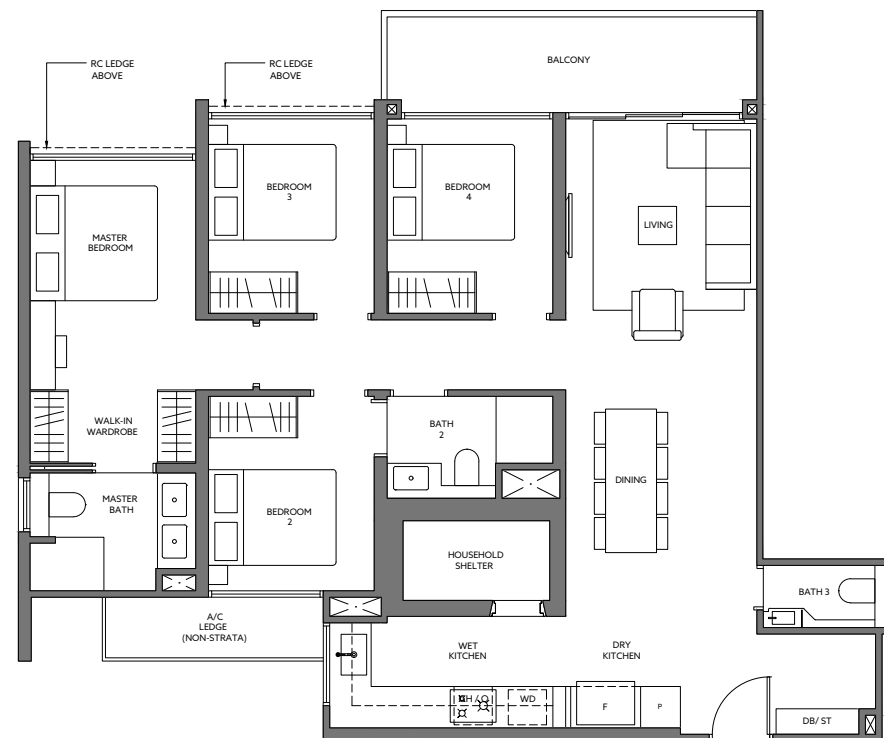 BALCONY
RC LEDGE
ABOVE
RC LEDGE
ABOVE
BEDROOM
3
BEDROOM
4
MASTER
BEDROOM
LIVING
WALK-IN
WARDROBE
BATH
2
DINING
MASTER
BATH
BEDROOM
2
HOUSEHOLD
SHELTER
BATH 3
A/C
LEDGE
(NON-STRATA)
WET
KITCHEN
DRY
KITCHEN
WD
F
P
DB/ ST